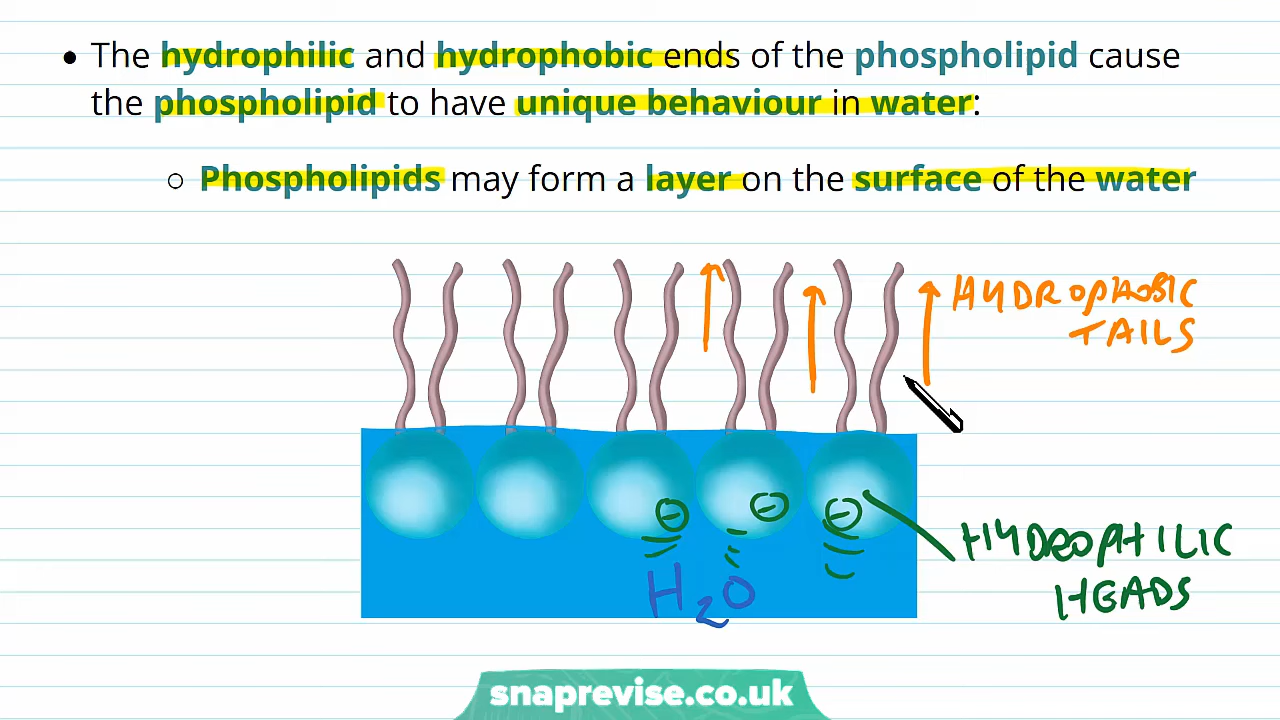 • The hydrophilic and hydrophobic ends of the phospholipid cause
the phospholipid to have unique behaviour in water:
○ Phospholipids may form a layer on the surface of the water
HYDROPHOBIC
TAILS
⊖ ⊖ ⊖
HYDROPHILIC
H₂O
HEADS
snaprevise.co.uk